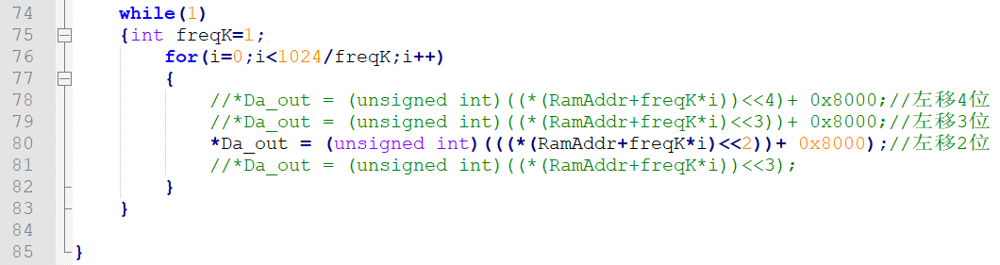 74 while(1)
75 {int freqK=1;
76 for(i=0;i<1024/freqK;i++)
77 {
78 //*Da_out = (unsigned int)((*(RamAddr+freqK*i))<<4)+ 0x8000;//左移4位
79 //*Da_out = (unsigned int)((*(RamAddr+freqK*i)<<3))+ 0x8000;//左移3位
80 *Da_out = (unsigned int)(((*(RamAddr+freqK*i)<<2))+ 0x8000);//左移2位
81 //*Da_out = (unsigned int)((*(RamAddr+freqK*i))<<3);
82 }
83 }
84
85 }